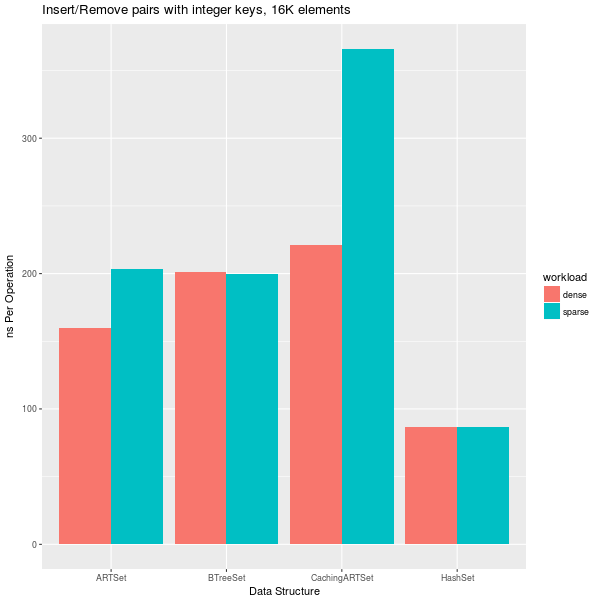 Insert/Remove pairs with integer keys, 16K elements
ns Per Operation
300
200
100
0
ARTSet BTreeSet CachingARTSet HashSet
Data Structure
workload
dense
sparse